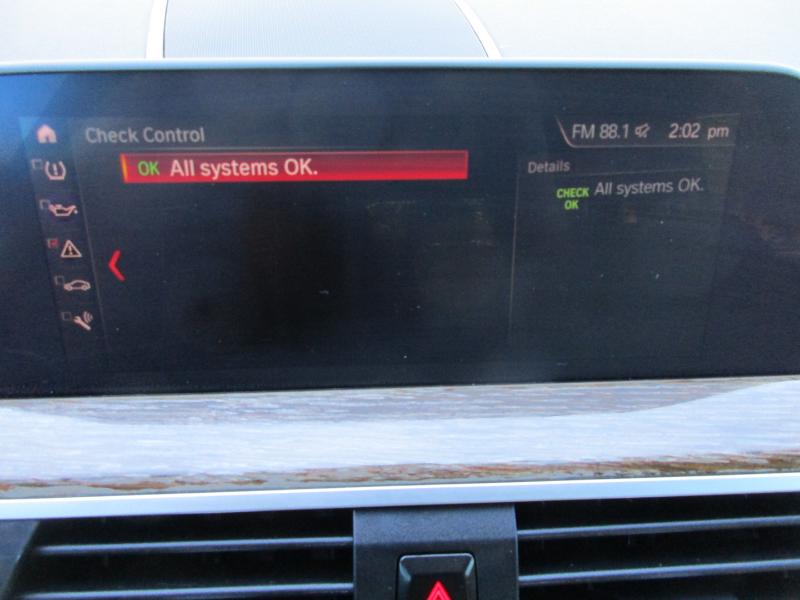 Check Control
FM 88.1 2:02 pm
OK All systems OK.
Details
CHECK OK All systems OK.